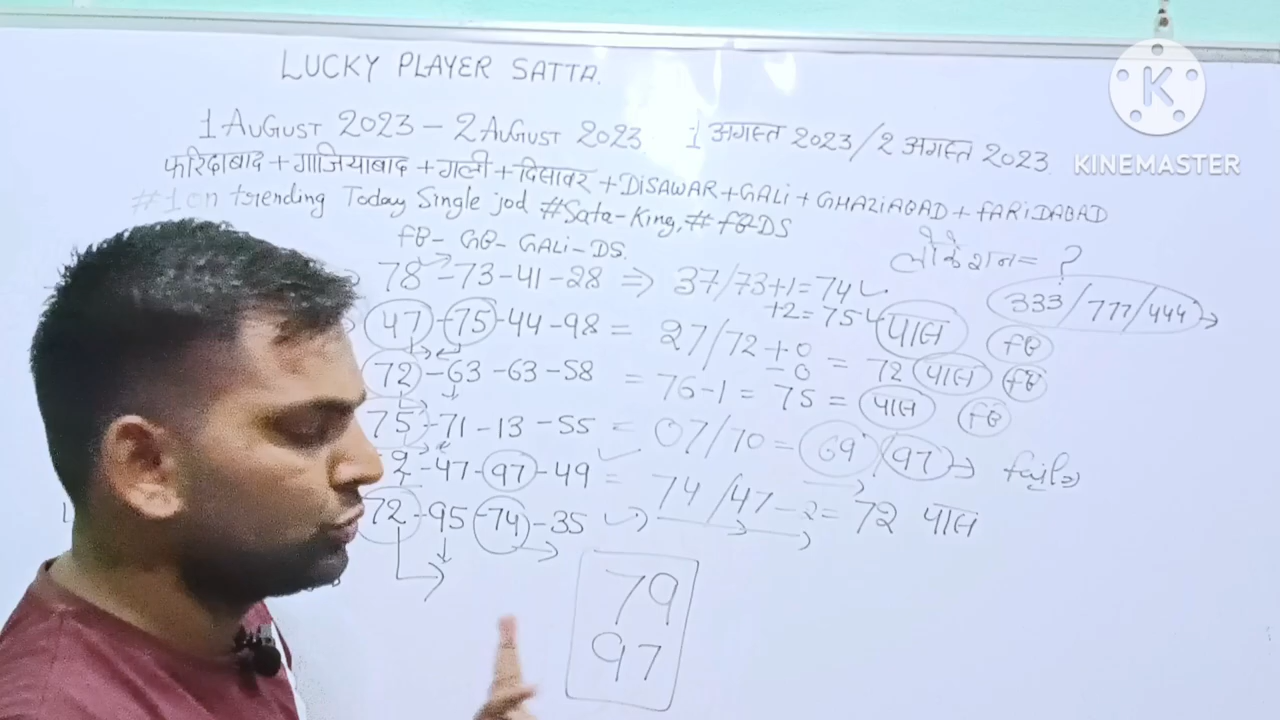 LUCKY PLAYER SATTA.
1 AUGUST 2023 - 2 AUGUST 2023 1 अगस्त 2023/2 अगस्त 2023
फरिदाबाद + गाजियाबाद + गली + दिसावर + DISAWAR + GALi + GHAZiABAD + fARiDABAD
#1 on trending Today Single jod #Sata-King, # fBDS
fB- GB- GALi- DS.
लोकेशन = ?
78 -73-41-28 ⇒ 37/73+1=74
+2=75 पास
333/777/444
47 -75-44-98 = 27/72+0
-0 = 72 पास
fB
72 -63-63-58 = 76-1 = 75 = पास
fB
fB
75 -71-13-55 = 07/70= 69 97 →
-47-97-49 = 74/47-2= 72 पास
72 -95-74-35
79
97
KINEMASTER